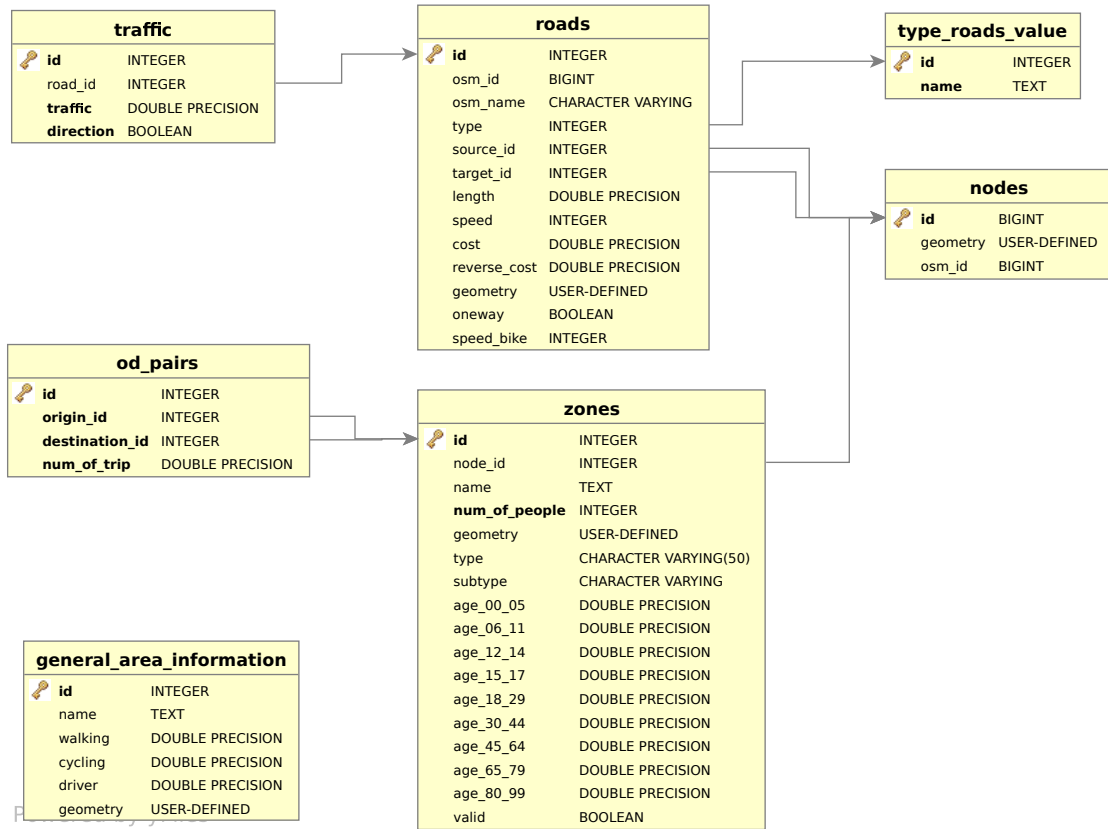 traffic
id INTEGER
road_id INTEGER
traffic DOUBLE PRECISION
direction BOOLEAN
roads
id INTEGER
osm_id BIGINT
osm_name CHARACTER VARYING
type INTEGER
source_id INTEGER
target_id INTEGER
length DOUBLE PRECISION
speed INTEGER
cost DOUBLE PRECISION
reverse_cost DOUBLE PRECISION
geometry USER-DEFINED
oneway BOOLEAN
speed_bike INTEGER
type_roads_value
id INTEGER
name TEXT
nodes
id BIGINT
geometry USER-DEFINED
osm_id BIGINT
od_pairs
id INTEGER
origin_id INTEGER
destination_id INTEGER
num_of_trip DOUBLE PRECISION
zones
id INTEGER
node_id INTEGER
name TEXT
num_of_people INTEGER
geometry USER-DEFINED
type CHARACTER VARYING(50)
subtype CHARACTER VARYING
age_00_05 DOUBLE PRECISION
age_06_11 DOUBLE PRECISION
age_12_14 DOUBLE PRECISION
age_15_17 DOUBLE PRECISION
age_18_29 DOUBLE PRECISION
age_30_44 DOUBLE PRECISION
age_45_64 DOUBLE PRECISION
age_65_79 DOUBLE PRECISION
age_80_99 DOUBLE PRECISION
valid BOOLEAN
general_area_information
id INTEGER
name TEXT
walking DOUBLE PRECISION
cycling DOUBLE PRECISION
driver DOUBLE PRECISION
geometry USER-DEFINED